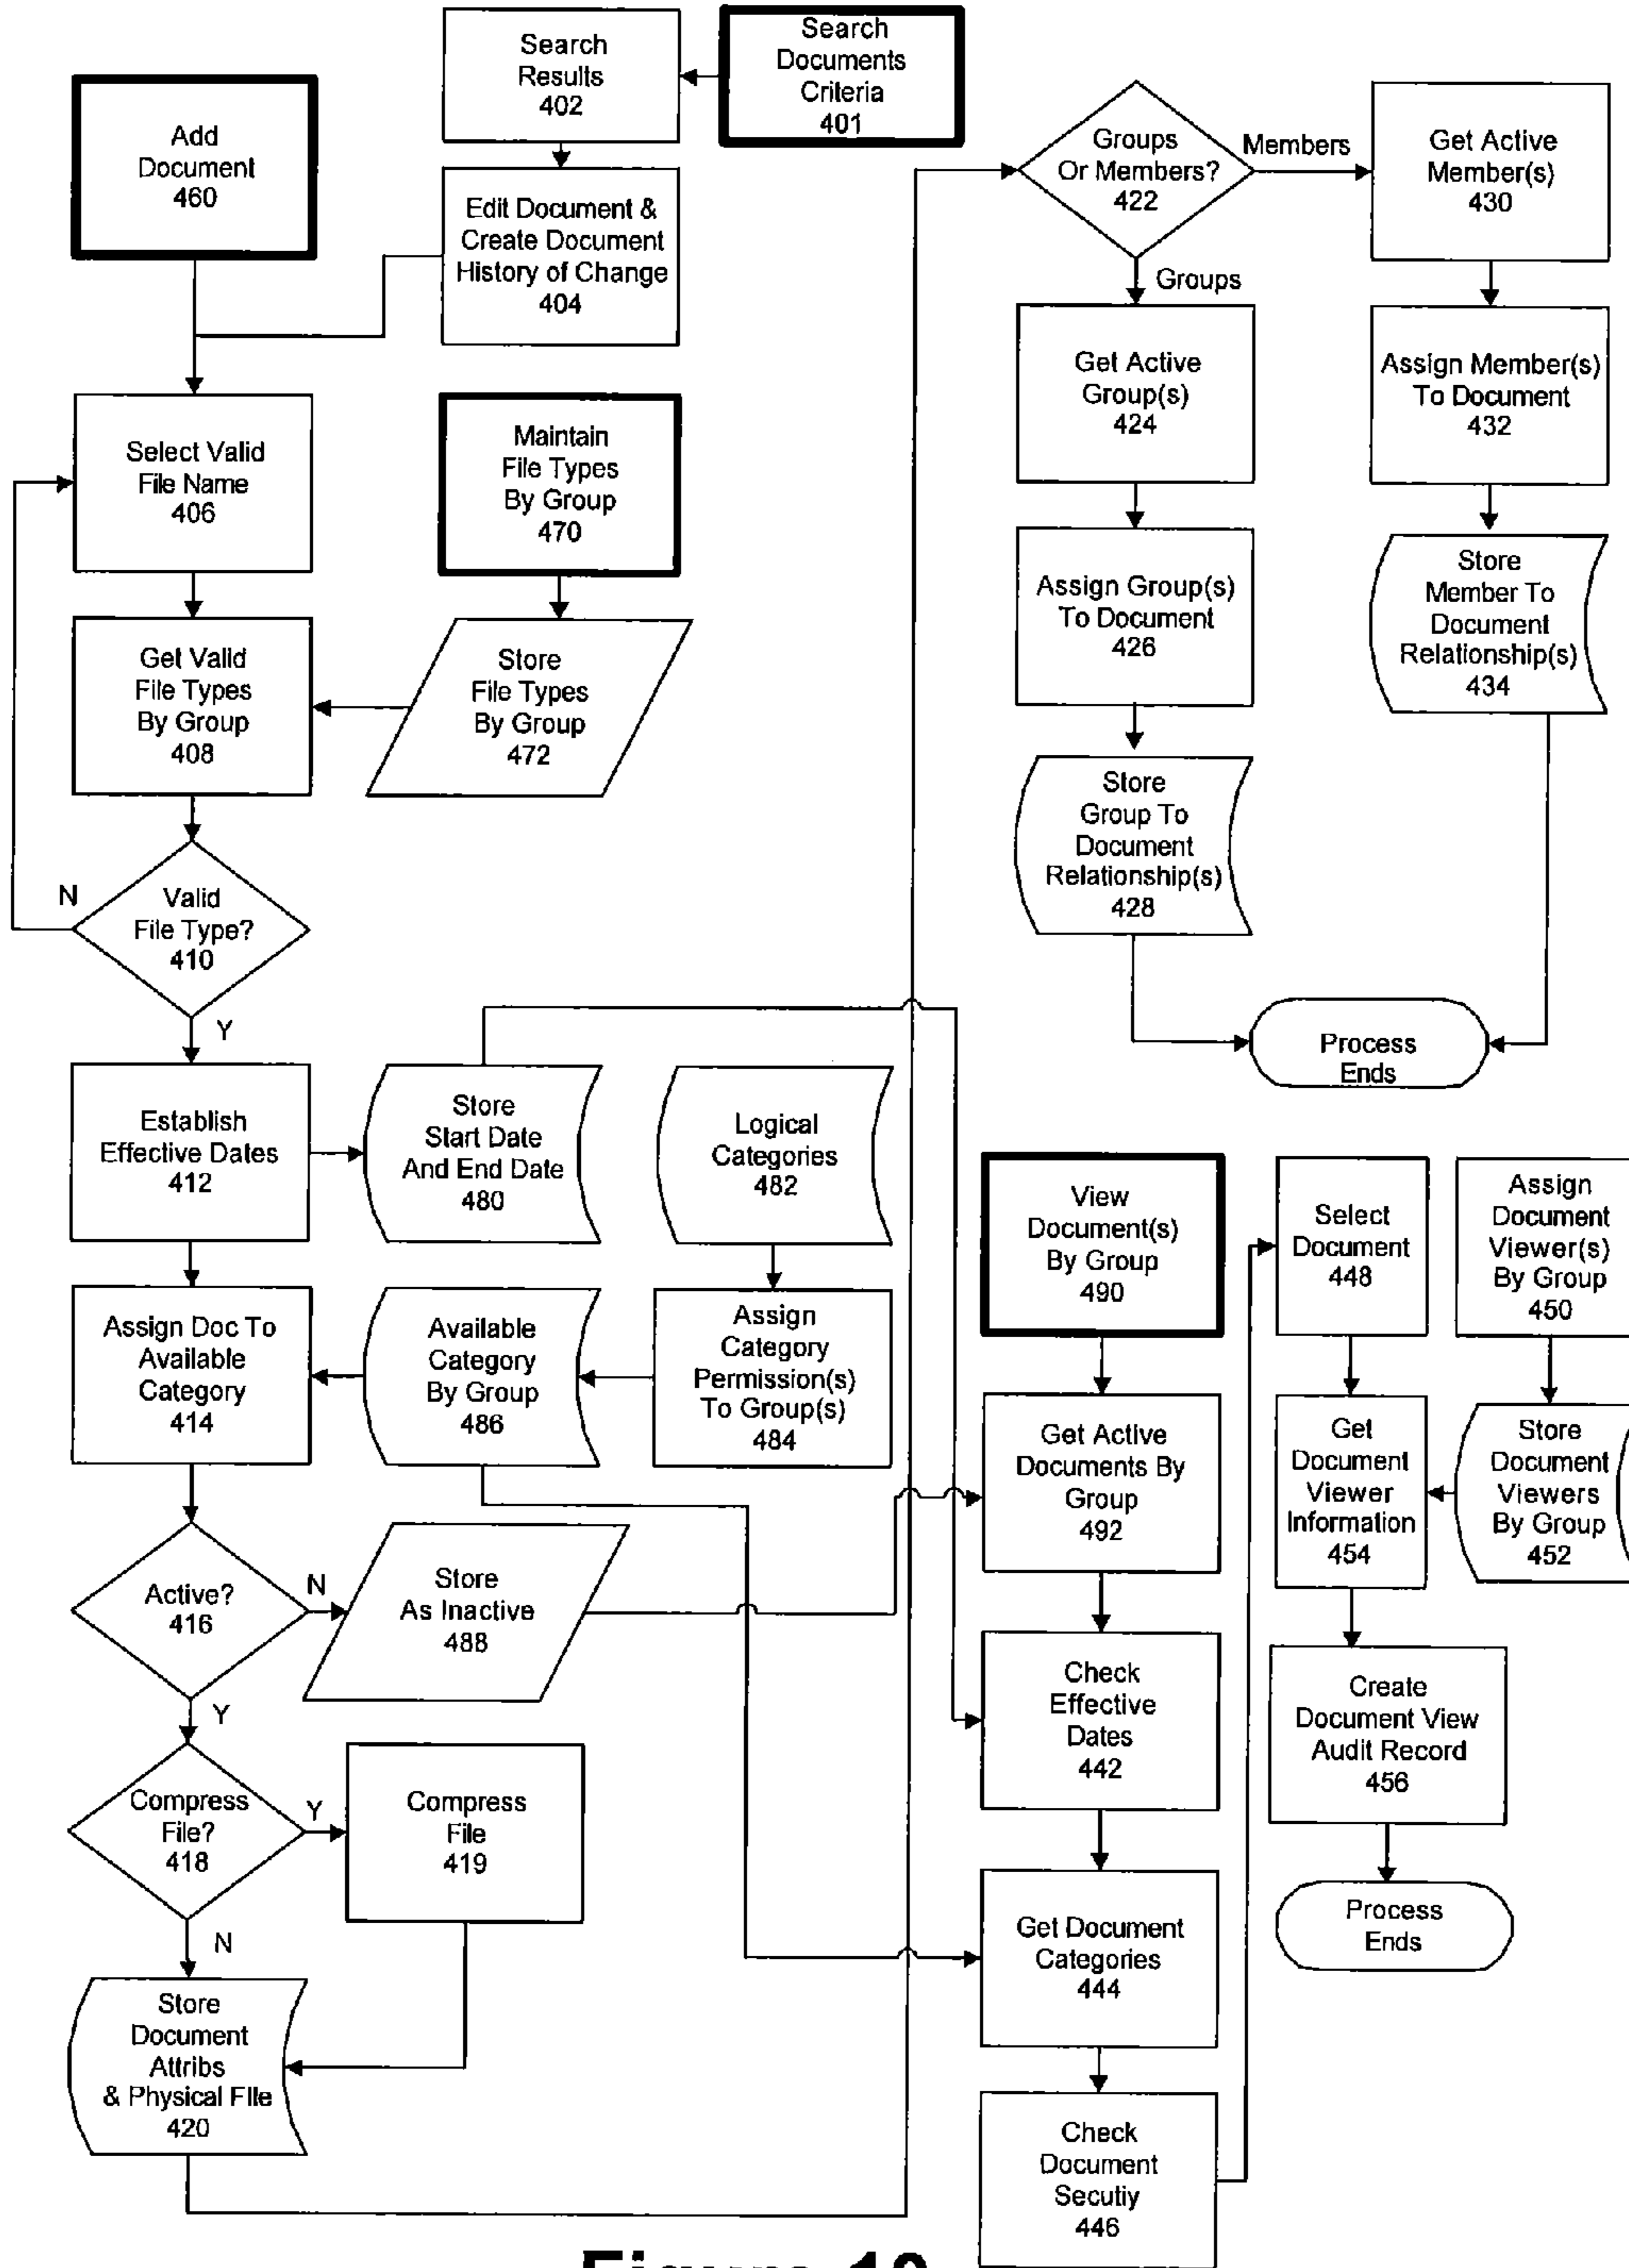 Search
Results
402
Search
Documents
Criteria
401
Add
Document
460
Edit Document &
Create Document
History of Change
404
Groups
Or Members?
422
Members
Groups
Get Active
Member(s)
430
Select Valid
File Name
406
Maintain
File Types
By Group
470
Get Active
Group(s)
424
Assign Member(s)
To Document
432
Get Valid
File Types
By Group
408
Store
File Types
By Group
472
Assign Group(s)
To Document
426
Store
Member To
Document
Relationship(s)
434
Store
Group To
Document
Relationship(s)
428
N
Valid
File Type?
410
Y
Process
Ends
Establish
Effective Dates
412
Store
Start Date
And End Date
480
Logical
Categories
482
View
Document(s)
By Group
490
Select
Document
448
Assign
Document
Viewer(s)
By Group
450
Assign Doc To
Available
Category
414
Available
Category
By Group
486
Assign
Category
Permission(s)
To Group(s)
484
Get Active
Documents By
Group
492
Get
Document
Viewer
Information
454
Store
Document
Viewers
By Group
452
Active?
416
N
Y
Store
As Inactive
488
Check
Effective
Dates
442
Create
Document View
Audit Record
456
Compress
File?
418
Y
N
Compress
File
419
Get Document
Categories
444
Process
Ends
Store
Document
Attribs
& Physical File
420
Check
Document
Secutiy
446